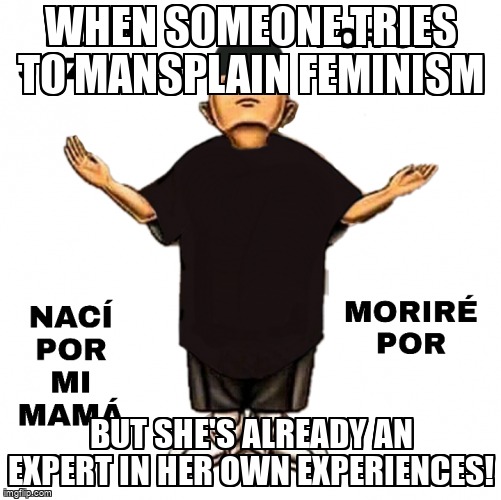 WHEN SOMEONE TRIES
TO MANSPLAIN FEMINISM
NACÍ
POR
MI
MAMÁ
MORIRÉ
POR
BUT SHE'S ALREADY AN
EXPERT IN HER OWN EXPERIENCES!
imgflip.com